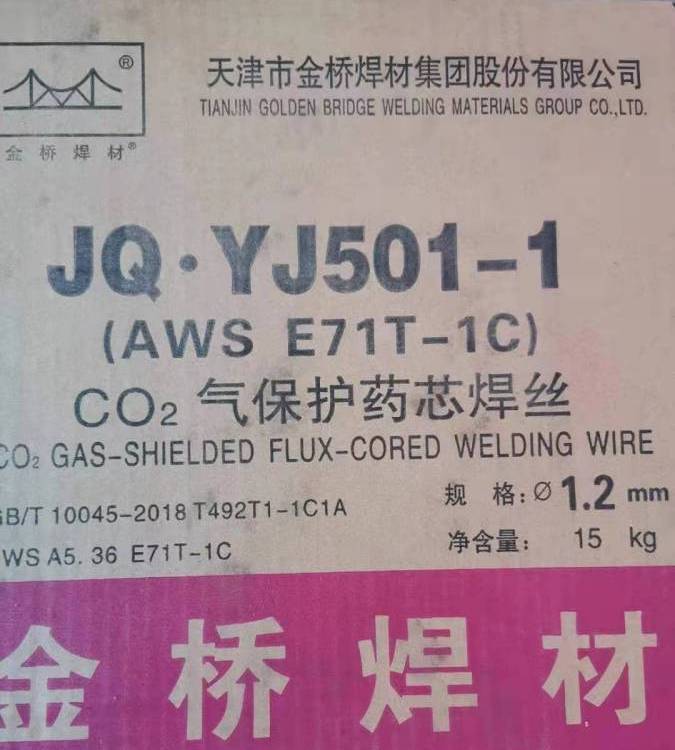 ®
天津市金桥焊材集团股份有限公司
TIANJIN GOLDEN BRIDGE WELDING MATERIALS GROUP CO.,LTD.
金桥焊材®
JQ·YJ501-1
(AWS E71T-1C)
CO₂ 气保护药芯焊丝
CO₂ GAS-SHIELDED FLUX-CORED WELDING WIRE
GB/T 10045-2018 T492T1-1C1A
规 格:∅ 1.2 mm
WS A5.36 E71T-1C
净含量: 15 kg
金桥焊材